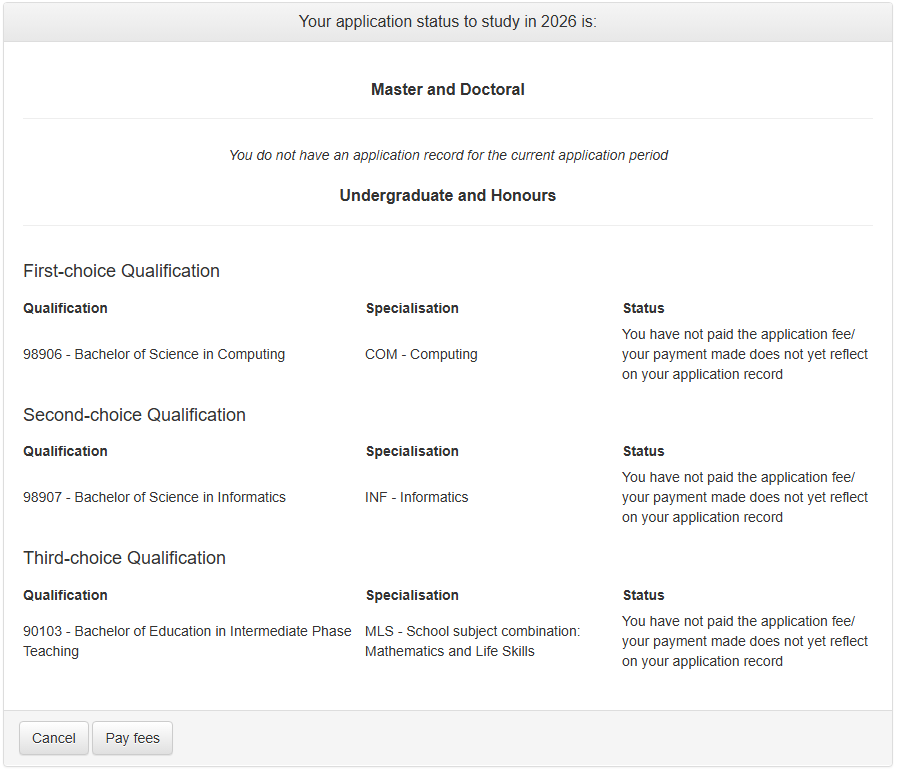 Your application status to study in 2026 is:
Master and Doctoral
You do not have an application record for the current application period
Undergraduate and Honours
First-choice Qualification
Qualification Specialisation Status
98906 - Bachelor of Science in Computing COM - Computing You have not paid the application fee/
your payment made does not yet reflect
on your application record
Second-choice Qualification
Qualification Specialisation Status
98907 - Bachelor of Science in Informatics INF - Informatics You have not paid the application fee/
your payment made does not yet reflect
on your application record
Third-choice Qualification
Qualification Specialisation Status
90103 - Bachelor of Education in Intermediate Phase MLS - School subject combination: You have not paid the application fee/
Teaching Mathematics and Life Skills your payment made does not yet reflect
on your application record
Cancel Pay fees